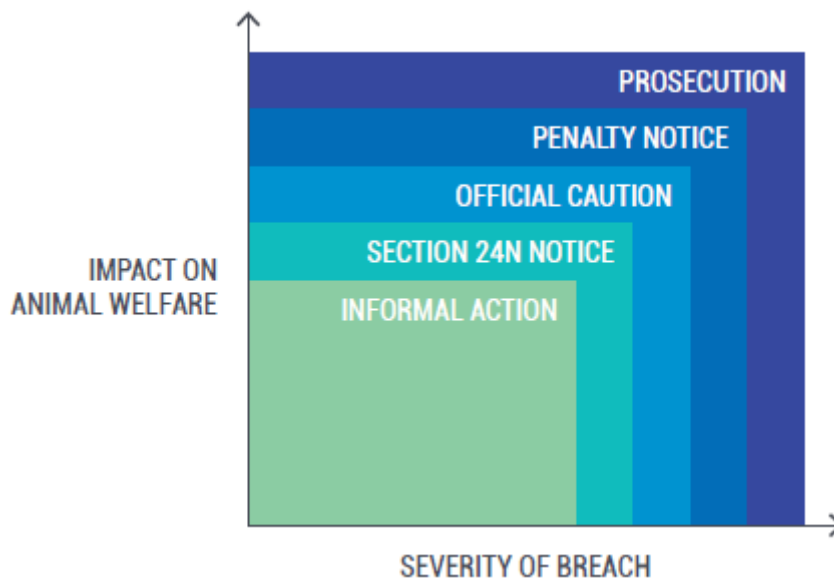 PROSECUTION
PENALTY NOTICE
OFFICIAL CAUTION
SECTION 24N NOTICE
IMPACT ON
ANIMAL WELFARE
INFORMAL ACTION
SEVERITY OF BREACH